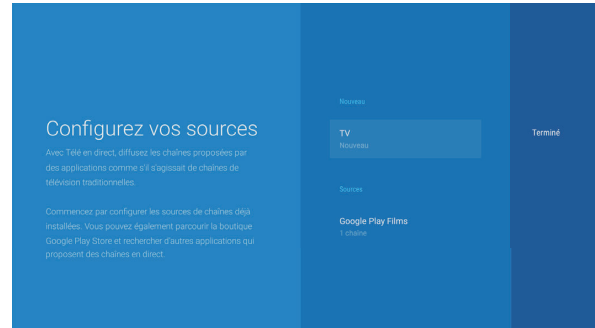 Configurez vos sources
Avec Télé en direct, diffusez les chaînes proposées par
des applications comme s'il s'agissait de chaînes de
télévision traditionnelles.
Commencez par configurer les sources de chaînes déjà
installées. Vous pouvez également parcourir la boutique
Google Play Store et rechercher d'autres applications qui
proposent des chaînes en direct.
Nouveau
TV
Nouveau
Sources
Google Play Films
1 chaîne
Terminé